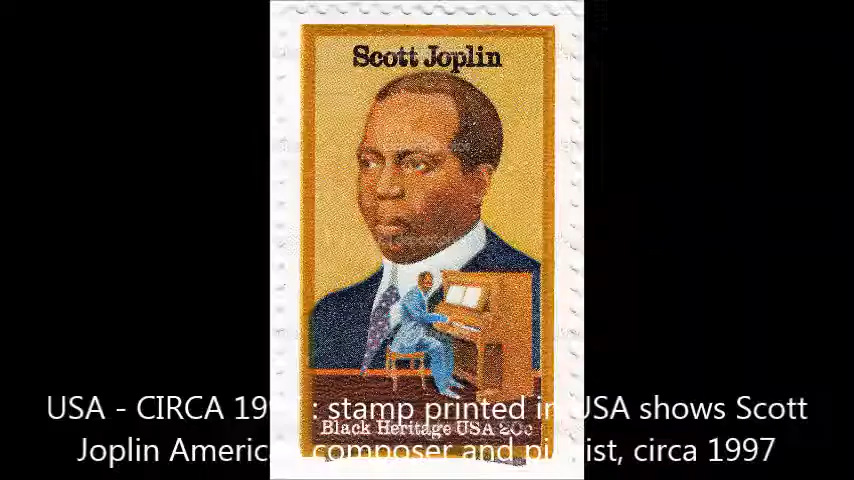 Scott Joplin
Black Heritage USA 20c
USA - CIRCA 19 : stamp printed in USA shows Scott
Joplin America composer and pi ist, circa 1997